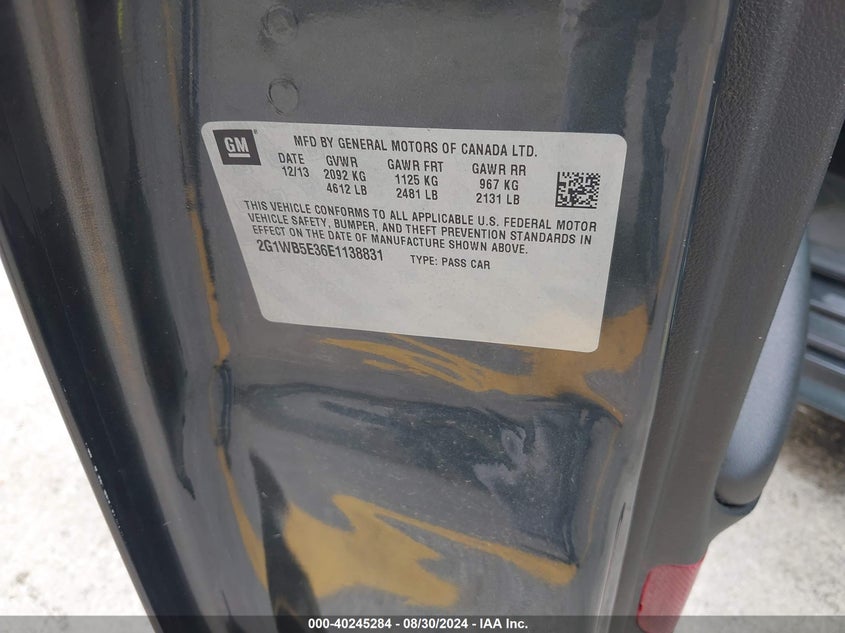 GM
MFD BY GENERAL MOTORS OF CANADA LTD.
DATE GVWR GAWR FRT GAWR RR
12/13 2092 KG 1125 KG 967 KG
4612 LB 2481 LB 2131 LB
THIS VEHICLE CONFORMS TO ALL APPLICABLE U.S. FEDERAL MOTOR
VEHICLE SAFETY, BUMPER, AND THEFT PREVENTION STANDARDS IN
EFFECT ON THE DATE OF MANUFACTURE SHOWN ABOVE.
2G1WB5E36E1138831 TYPE: PASS CAR
000-40245284 - 08/30/2024 - IAA Inc.